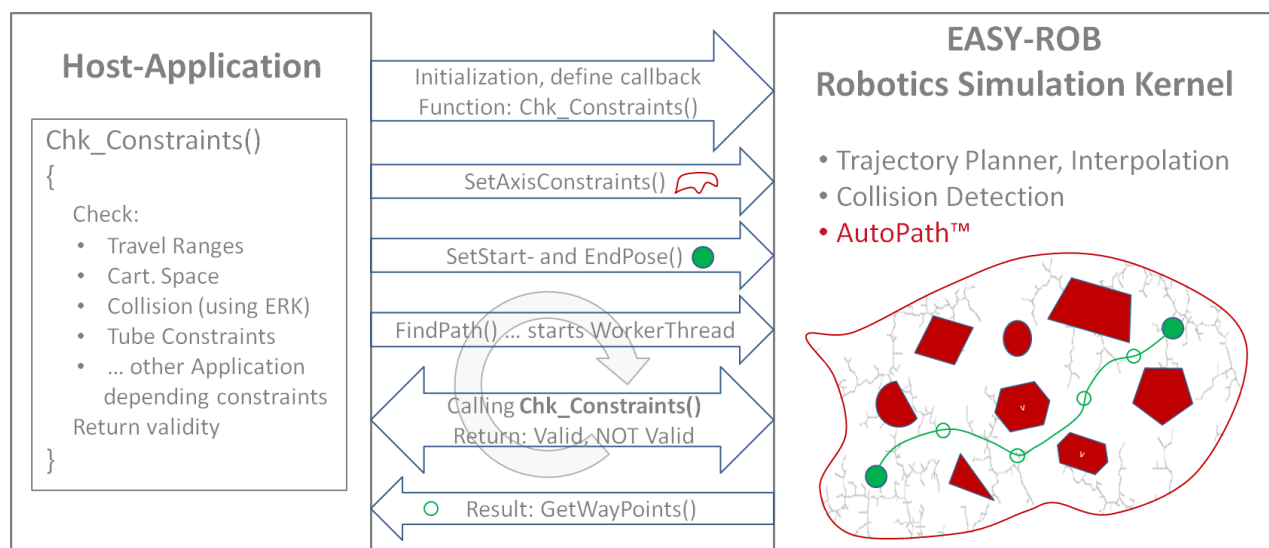 Host-Application
Chk_Constraints()
{
Check:
• Travel Ranges
• Cart. Space
• Collision (using ERK)
• Tube Constraints
• ... other Application
depending constraints
Return validity
}
Initialization, define callback
Function: Chk_Constraints()
SetAxisConstraints()
SetStart- and EndPose()
FindPath() ... starts WorkerThread
Calling Chk_Constraints()
Return: Valid, NOT Valid
Result: GetWayPoints()
EASY-ROB
Robotics Simulation Kernel
• Trajectory Planner, Interpolation
• Collision Detection
• AutoPath™
v
v